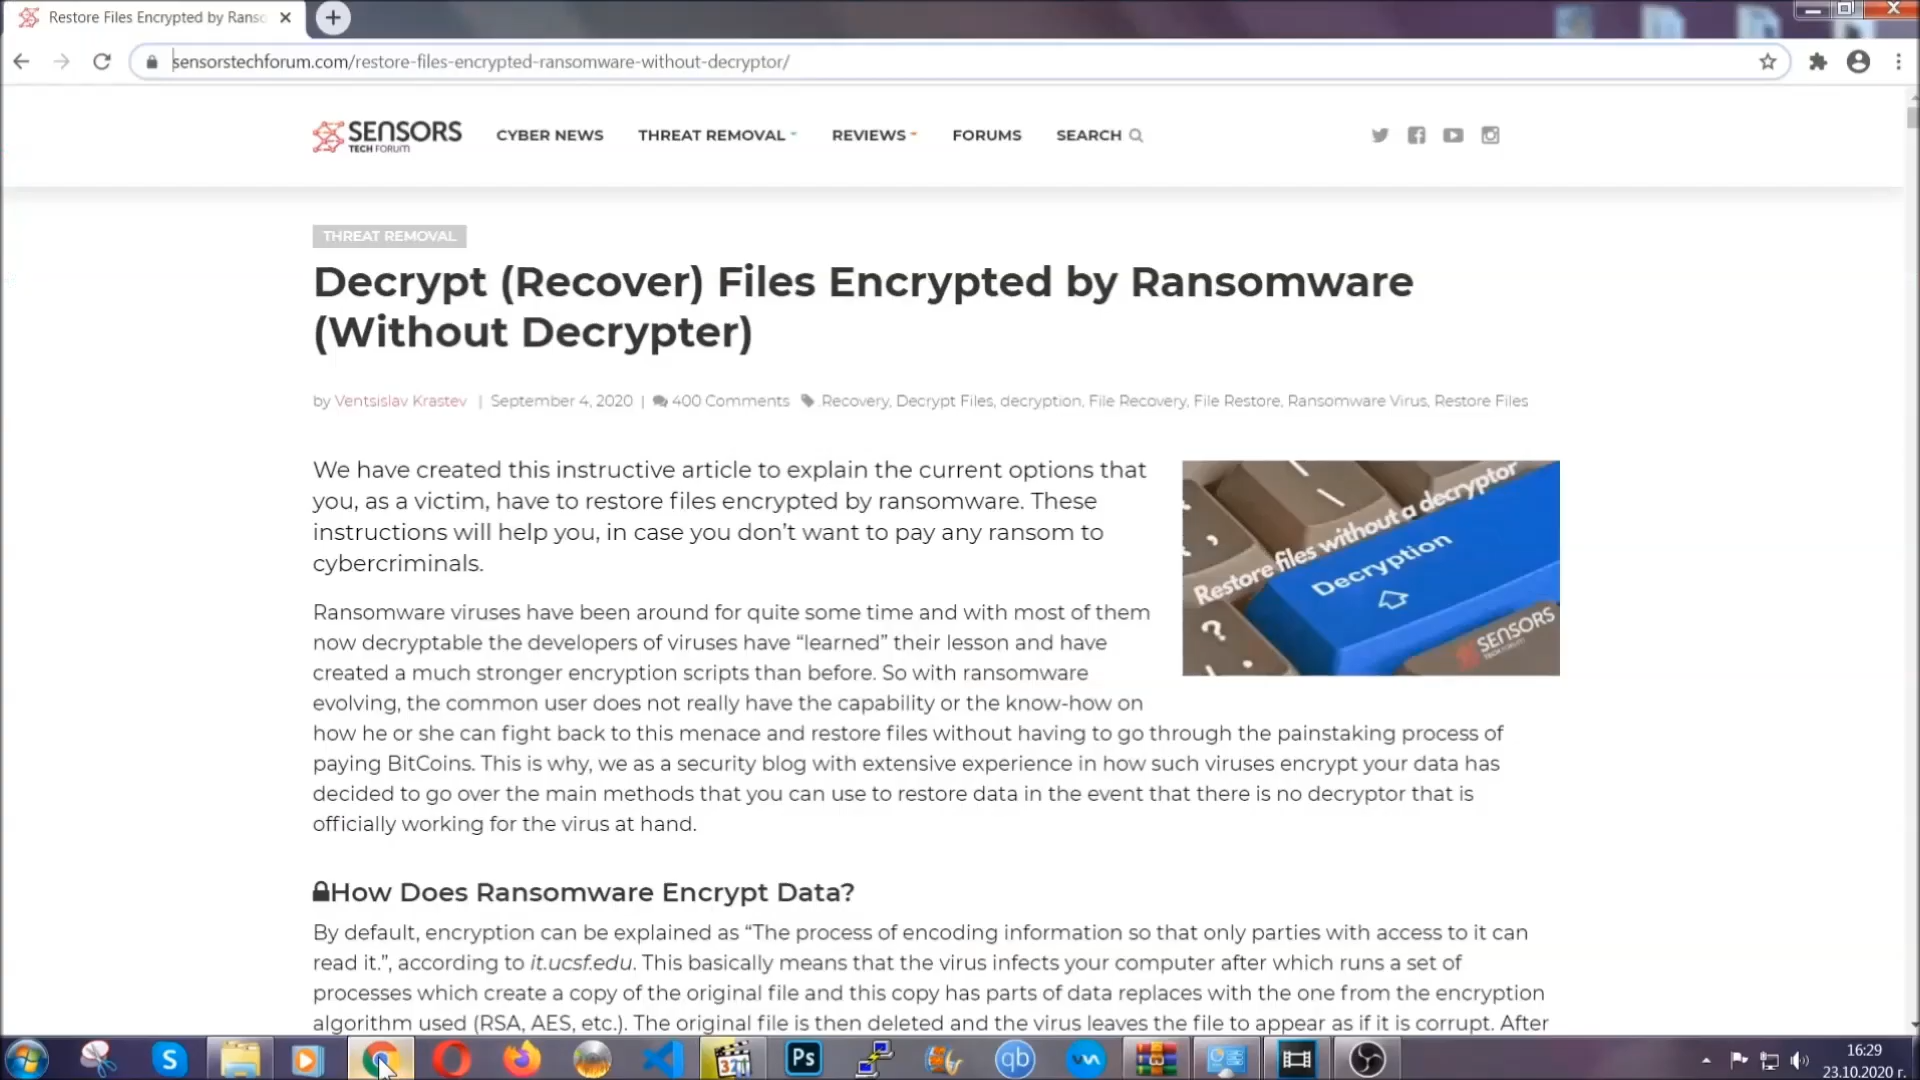 Restore Files Encrypted by Ranso
sensorstechforum.com/restore-files-encrypted-ransomware-without-decryptor/
SENSORS
TECH FORUM
CYBER NEWS
THREAT REMOVAL
REVIEWS
FORUMS
SEARCH
THREAT REMOVAL
Decrypt (Recover) Files Encrypted by Ransomware
(Without Decrypter)
by Ventsislav Krastev | September 4, 2020 | 400 Comments .Recovery, Decrypt Files, decryption, File Recovery, File Restore, Ransomware Virus, Restore Files
We have created this instructive article to explain the current options that
you, as a victim, have to restore files encrypted by ransomware. These
instructions will help you, in case you don’t want to pay any ransom to
cybercriminals.
Restore files without a decryptor
Decryption
?
SENSORS
TECH FORUM
Ransomware viruses have been around for quite some time and with most of them
now decryptable the developers of viruses have “learned” their lesson and have
created a much stronger encryption scripts than before. So with ransomware
evolving, the common user does not really have the capability or the know-how on
how he or she can fight back to this menace and restore files without having to go through the painstaking process of
paying BitCoins. This is why, we as a security blog with extensive experience in how such viruses encrypt your data has
decided to go over the main methods that you can use to restore data in the event that there is no decryptor that is
officially working for the virus at hand.
How Does Ransomware Encrypt Data?
By default, encryption can be explained as “The process of encoding information so that only parties with access to it can
read it.”, according to it.ucsf.edu. This basically means that the virus infects your computer after which runs a set of
processes which create a copy of the original file and this copy has parts of data replaces with the one from the encryption
algorithm used (RSA, AES, etc.). The original file is then deleted and the virus leaves the file to appear as if it is corrupt. After
S
321
Ps
qb
16:29
23.10.2020 г.